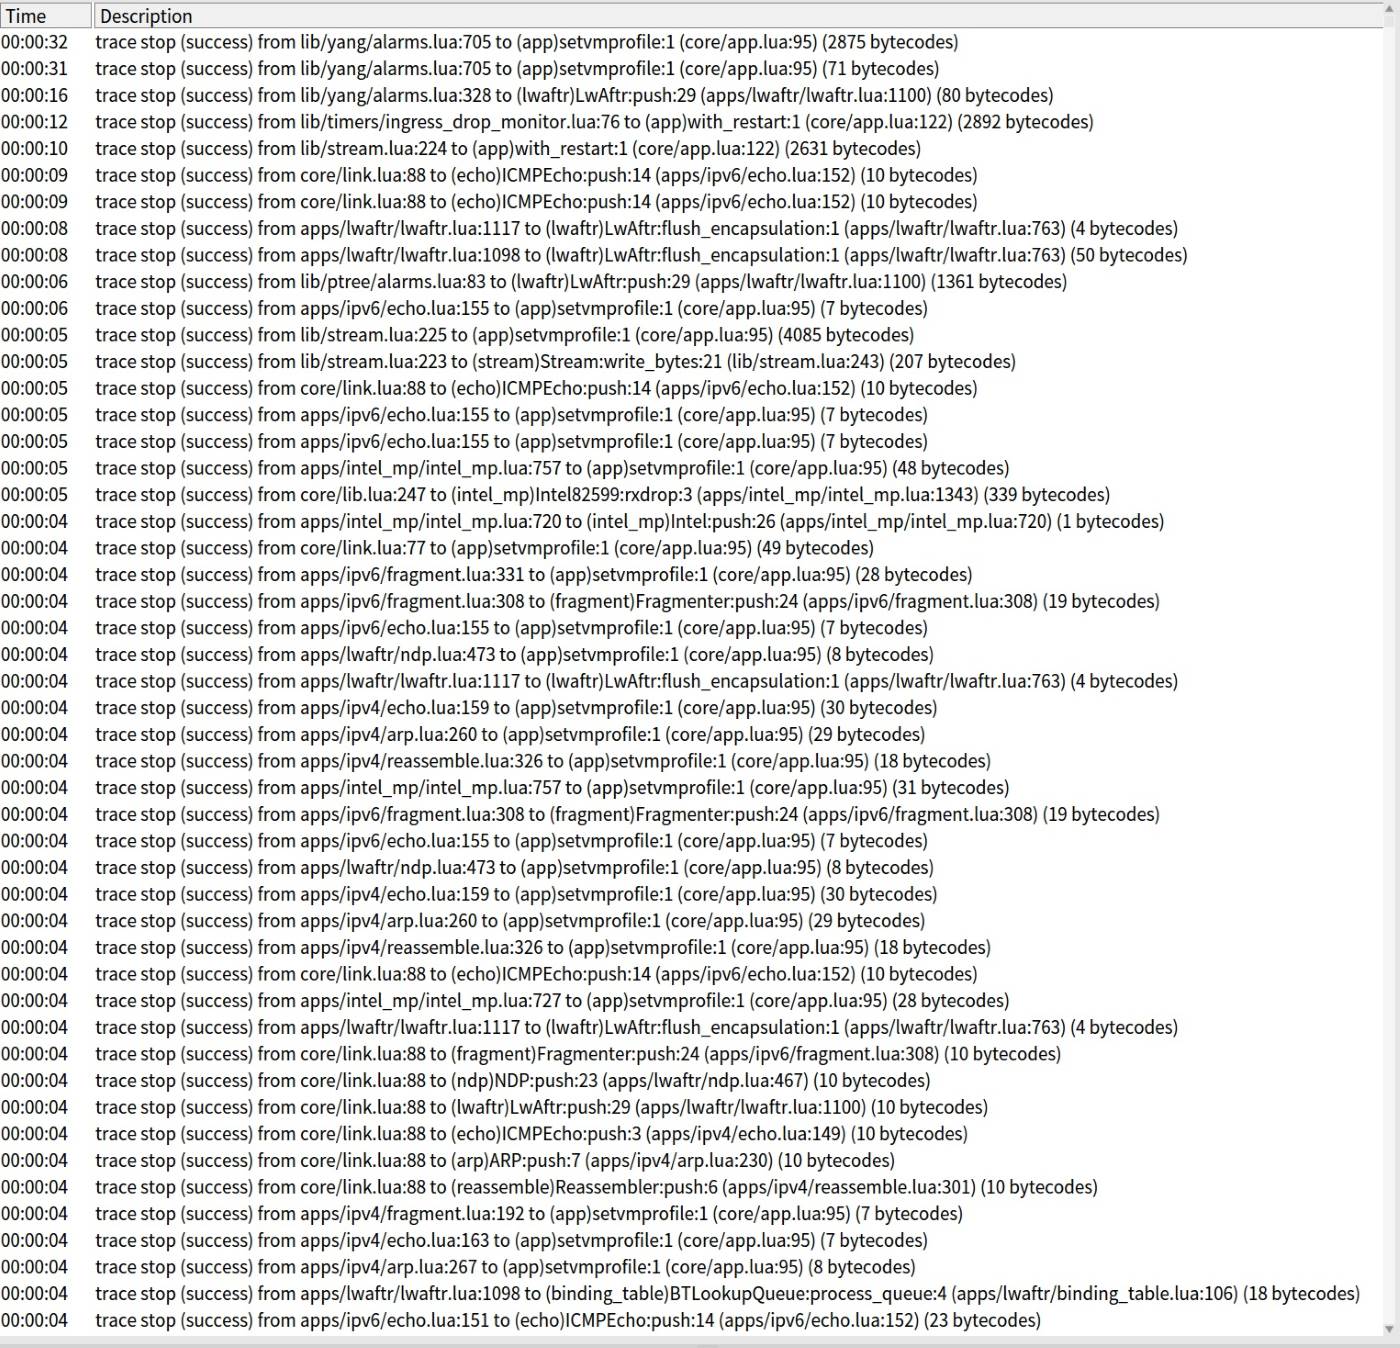 Time Description
00:00:32 trace stop (success) from lib/yang/alarms.lua:705 to (app)setvmprofile:1 (core/app.lua:95) (2875 bytecodes)
00:00:31 trace stop (success) from lib/yang/alarms.lua:705 to (app)setvmprofile:1 (core/app.lua:95) (71 bytecodes)
00:00:16 trace stop (success) from lib/yang/alarms.lua:328 to (lwaftr)LwAftr:push:29 (apps/lwaftr/lwaftr.lua:1100) (80 bytecodes)
00:00:12 trace stop (success) from lib/timers/ingress_drop_monitor.lua:76 to (app)with_restart:1 (core/app.lua:122) (2892 bytecodes)
00:00:10 trace stop (success) from lib/stream.lua:224 to (app)with_restart:1 (core/app.lua:122) (2631 bytecodes)
00:00:09 trace stop (success) from core/link.lua:88 to (echo)ICMPEcho:push:14 (apps/ipv6/echo.lua:152) (10 bytecodes)
00:00:09 trace stop (success) from core/link.lua:88 to (echo)ICMPEcho:push:14 (apps/ipv6/echo.lua:152) (10 bytecodes)
00:00:08 trace stop (success) from apps/lwaftr/lwaftr.lua:1117 to (lwaftr)LwAftr:flush_encapsulation:1 (apps/lwaftr/lwaftr.lua:763) (4 bytecodes)
00:00:08 trace stop (success) from apps/lwaftr/lwaftr.lua:1098 to (lwaftr)LwAftr:flush_encapsulation:1 (apps/lwaftr/lwaftr.lua:763) (50 bytecodes)
00:00:06 trace stop (success) from lib/ptree/alarms.lua:83 to (lwaftr)LwAftr:push:29 (apps/lwaftr/lwaftr.lua:1100) (1361 bytecodes)
00:00:06 trace stop (success) from apps/ipv6/echo.lua:155 to (app)setvmprofile:1 (core/app.lua:95) (7 bytecodes)
00:00:05 trace stop (success) from lib/stream.lua:225 to (app)setvmprofile:1 (core/app.lua:95) (4085 bytecodes)
00:00:05 trace stop (success) from lib/stream.lua:223 to (stream)Stream:write_bytes:21 (lib/stream.lua:243) (207 bytecodes)
00:00:05 trace stop (success) from core/link.lua:88 to (echo)ICMPEcho:push:14 (apps/ipv6/echo.lua:152) (10 bytecodes)
00:00:05 trace stop (success) from apps/ipv6/echo.lua:155 to (app)setvmprofile:1 (core/app.lua:95) (7 bytecodes)
00:00:05 trace stop (success) from apps/ipv6/echo.lua:155 to (app)setvmprofile:1 (core/app.lua:95) (7 bytecodes)
00:00:05 trace stop (success) from apps/intel_mp/intel_mp.lua:757 to (app)setvmprofile:1 (core/app.lua:95) (48 bytecodes)
00:00:05 trace stop (success) from core/lib.lua:247 to (intel_mp)Intel82599:rxdrop:3 (apps/intel_mp/intel_mp.lua:1343) (339 bytecodes)
00:00:04 trace stop (success) from apps/intel_mp/intel_mp.lua:720 to (intel_mp)Intel:push:26 (apps/intel_mp/intel_mp.lua:720) (1 bytecodes)
00:00:04 trace stop (success) from core/link.lua:77 to (app)setvmprofile:1 (core/app.lua:95) (49 bytecodes)
00:00:04 trace stop (success) from apps/ipv6/fragment.lua:331 to (app)setvmprofile:1 (core/app.lua:95) (28 bytecodes)
00:00:04 trace stop (success) from apps/ipv6/fragment.lua:308 to (fragment)Fragmenter:push:24 (apps/ipv6/fragment.lua:308) (19 bytecodes)
00:00:04 trace stop (success) from apps/ipv6/echo.lua:155 to (app)setvmprofile:1 (core/app.lua:95) (7 bytecodes)
00:00:04 trace stop (success) from apps/lwaftr/ndp.lua:473 to (app)setvmprofile:1 (core/app.lua:95) (8 bytecodes)
00:00:04 trace stop (success) from apps/lwaftr/lwaftr.lua:1117 to (lwaftr)LwAftr:flush_encapsulation:1 (apps/lwaftr/lwaftr.lua:763) (4 bytecodes)
00:00:04 trace stop (success) from apps/ipv4/echo.lua:159 to (app)setvmprofile:1 (core/app.lua:95) (30 bytecodes)
00:00:04 trace stop (success) from apps/ipv4/arp.lua:260 to (app)setvmprofile:1 (core/app.lua:95) (29 bytecodes)
00:00:04 trace stop (success) from apps/ipv4/reassemble.lua:326 to (app)setvmprofile:1 (core/app.lua:95) (18 bytecodes)
00:00:04 trace stop (success) from apps/intel_mp/intel_mp.lua:757 to (app)setvmprofile:1 (core/app.lua:95) (31 bytecodes)
00:00:04 trace stop (success) from apps/ipv6/fragment.lua:308 to (fragment)Fragmenter:push:24 (apps/ipv6/fragment.lua:308) (19 bytecodes)
00:00:04 trace stop (success) from apps/ipv6/echo.lua:155 to (app)setvmprofile:1 (core/app.lua:95) (7 bytecodes)
00:00:04 trace stop (success) from apps/lwaftr/ndp.lua:473 to (app)setvmprofile:1 (core/app.lua:95) (8 bytecodes)
00:00:04 trace stop (success) from apps/ipv4/echo.lua:159 to (app)setvmprofile:1 (core/app.lua:95) (30 bytecodes)
00:00:04 trace stop (success) from apps/ipv4/arp.lua:260 to (app)setvmprofile:1 (core/app.lua:95) (29 bytecodes)
00:00:04 trace stop (success) from apps/ipv4/reassemble.lua:326 to (app)setvmprofile:1 (core/app.lua:95) (18 bytecodes)
00:00:04 trace stop (success) from core/link.lua:88 to (echo)ICMPEcho:push:14 (apps/ipv6/echo.lua:152) (10 bytecodes)
00:00:04 trace stop (success) from apps/intel_mp/intel_mp.lua:727 to (app)setvmprofile:1 (core/app.lua:95) (28 bytecodes)
00:00:04 trace stop (success) from apps/lwaftr/lwaftr.lua:1117 to (lwaftr)LwAftr:flush_encapsulation:1 (apps/lwaftr/lwaftr.lua:763) (4 bytecodes)
00:00:04 trace stop (success) from core/link.lua:88 to (fragment)Fragmenter:push:24 (apps/ipv6/fragment.lua:308) (10 bytecodes)
00:00:04 trace stop (success) from core/link.lua:88 to (ndp)NDP:push:23 (apps/lwaftr/ndp.lua:467) (10 bytecodes)
00:00:04 trace stop (success) from core/link.lua:88 to (lwaftr)LwAftr:push:29 (apps/lwaftr/lwaftr.lua:1100) (10 bytecodes)
00:00:04 trace stop (success) from core/link.lua:88 to (echo)ICMPEcho:push:3 (apps/ipv4/echo.lua:149) (10 bytecodes)
00:00:04 trace stop (success) from core/link.lua:88 to (arp)ARP:push:7 (apps/ipv4/arp.lua:230) (10 bytecodes)
00:00:04 trace stop (success) from core/link.lua:88 to (reassemble)Reassembler:push:6 (apps/ipv4/reassemble.lua:301) (10 bytecodes)
00:00:04 trace stop (success) from apps/ipv4/fragment.lua:192 to (app)setvmprofile:1 (core/app.lua:95) (7 bytecodes)
00:00:04 trace stop (success) from apps/ipv4/echo.lua:163 to (app)setvmprofile:1 (core/app.lua:95) (7 bytecodes)
00:00:04 trace stop (success) from apps/ipv4/arp.lua:267 to (app)setvmprofile:1 (core/app.lua:95) (8 bytecodes)
00:00:04 trace stop (success) from apps/lwaftr/lwaftr.lua:1098 to (binding_table)BTLookupQueue:process_queue:4 (apps/lwaftr/binding_table.lua:106) (18 bytecodes)
00:00:04 trace stop (success) from apps/ipv6/echo.lua:151 to (echo)ICMPEcho:push:14 (apps/ipv6/echo.lua:152) (23 bytecodes)